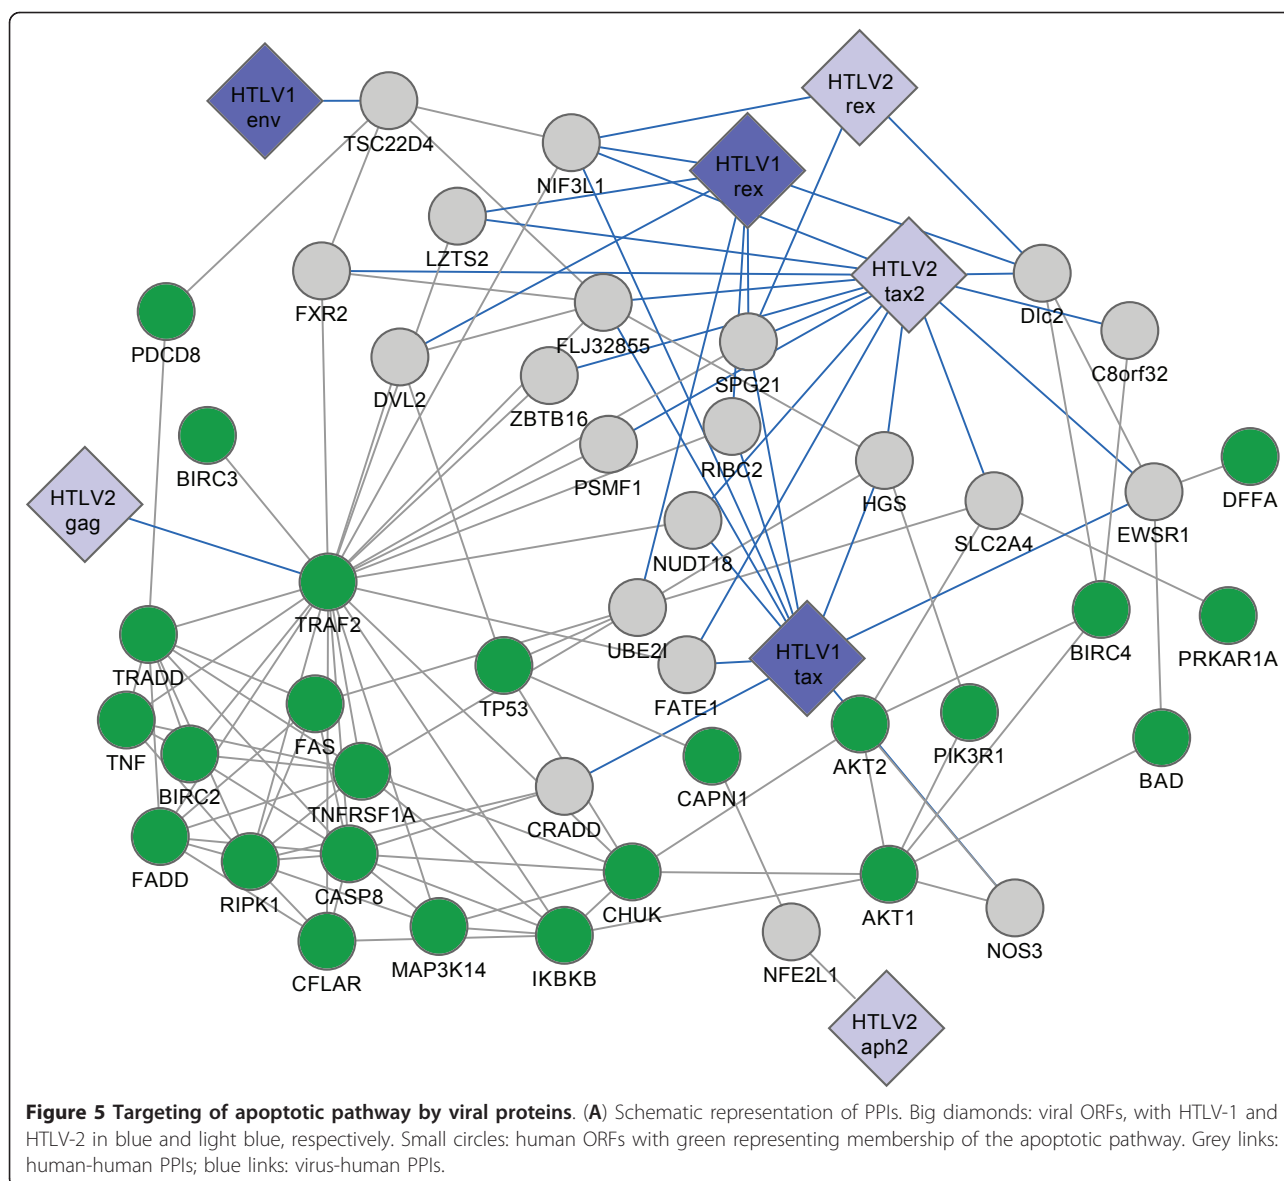 HTLV1
env
TSC22D4
HTLV2
rex
NIF3L1
HTLV1
rex
LZTS2
FXR2
HTLV2
tax2
DIc2
PDCD8
FLJ32855
DVL2
ZBTB16
SPG21
C8orf32
BIRC3
PSMF1
RIBC2
HGS
DFFA
HTLV2
gag
NUDT18
SLC2A4
EWSR1
TRAF2
UBE2I
HTLV1
tax
BIRC4
PRKAR1A
TRADD
TP53
FATE1
TNF
FAS
BIRC2
TNFRSF1A
CAPN1
AKT2
PIK3R1
BAD
CRADD
FADD
RIPK1
CASP8
CHUK
AKT1
NOS3
CFLAR
MAP3K14
IKBKB
NFE2L1
HTLV2
aph2
Figure 5 Targeting of apoptotic pathway by viral proteins. (A) Schematic representation of PPIs. Big diamonds: viral ORFs, with HTLV-1 and
HTLV-2 in blue and light blue, respectively. Small circles: human ORFs with green representing membership of the apoptotic pathway. Grey links:
human-human PPIs; blue links: virus-human PPIs.